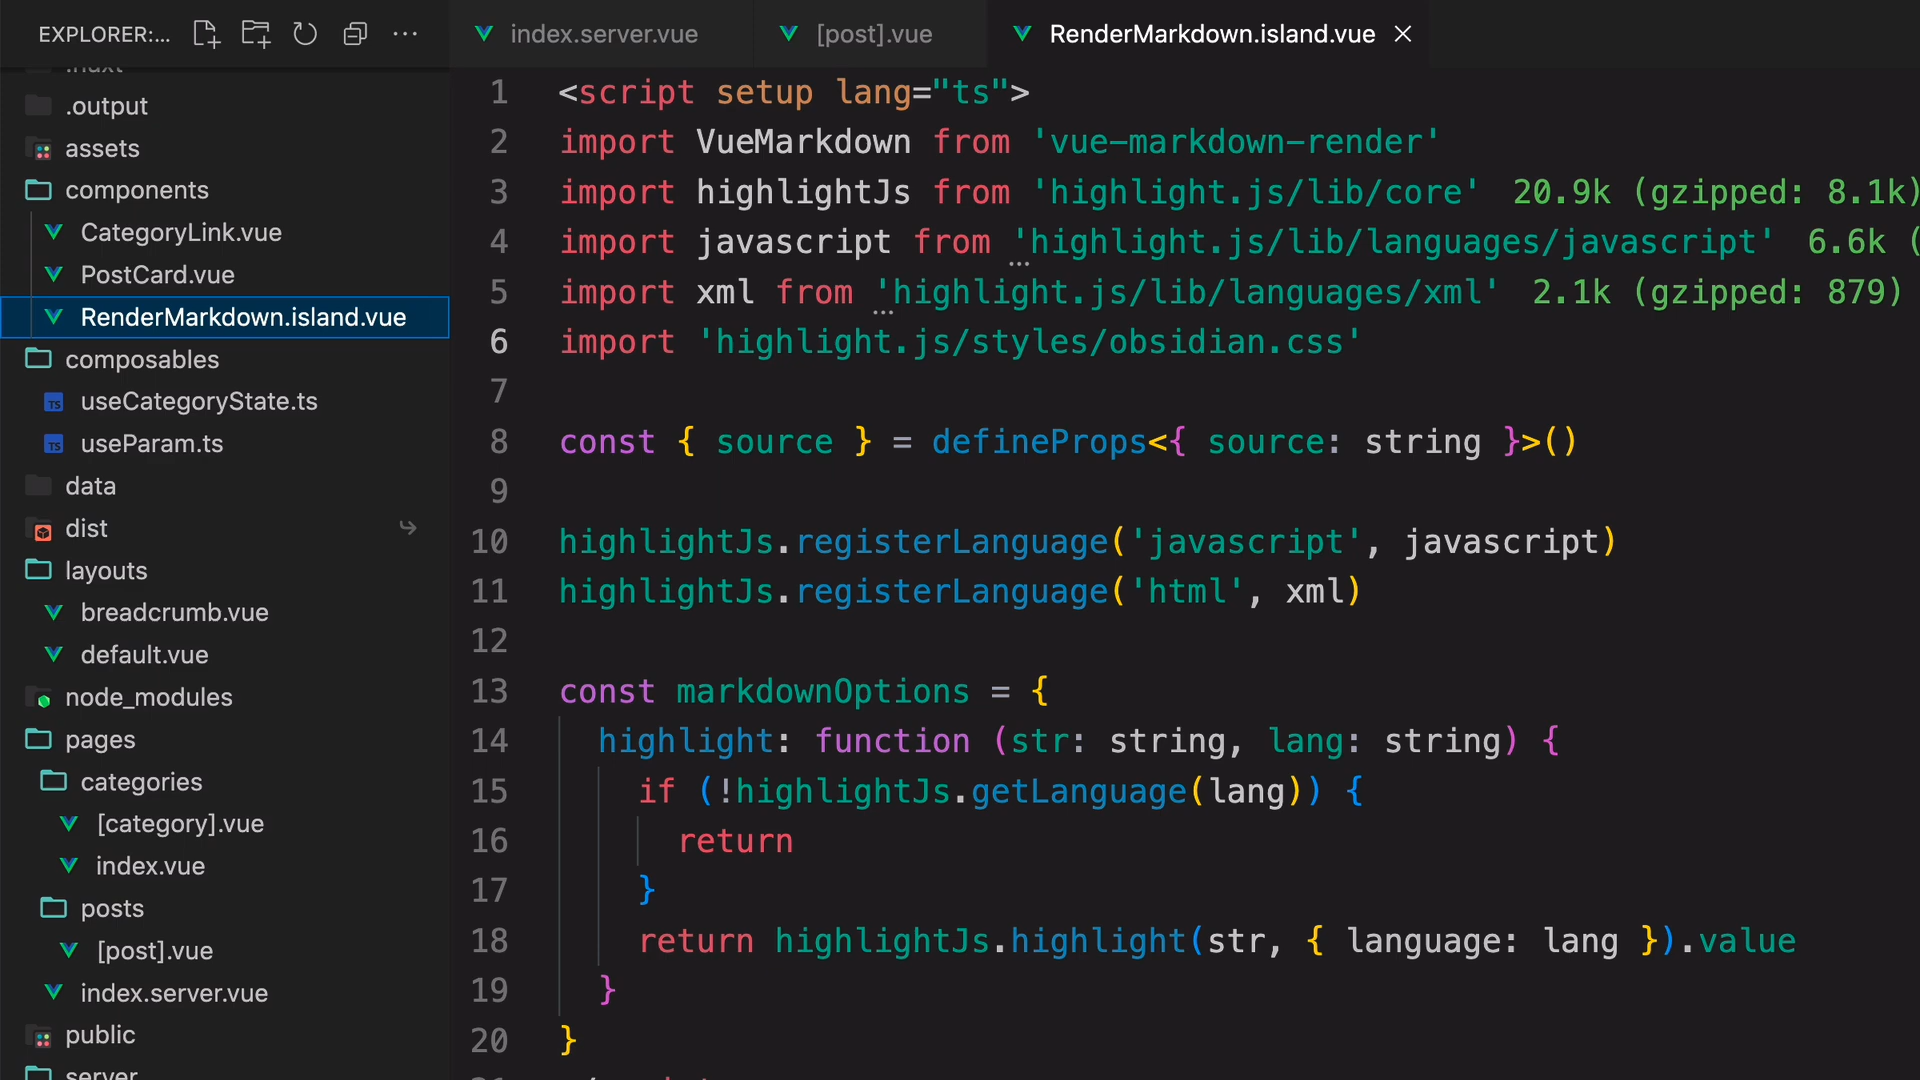 EXPLORER:...
.nuxt
.output
assets
components
CategoryLink.vue
PostCard.vue
RenderMarkdown.island.vue
composables
useCategoryState.ts
useParam.ts
data
dist
layouts
breadcrumb.vue
default.vue
node_modules
pages
categories
[category].vue
index.vue
posts
[post].vue
index.server.vue
public
server
index.server.vue
[post].vue
RenderMarkdown.island.vue
1 <script setup lang="ts">
2 import VueMarkdown from 'vue-markdown-render'
3 import highlightJs from 'highlight.js/lib/core' 20.9k (gzipped: 8.1k)
4 import javascript from 'highlight.js/lib/languages/javascript' 6.6k (
5 import xml from 'highlight.js/lib/languages/xml' 2.1k (gzipped: 879)
6 import 'highlight.js/styles/obsidian.css'
7
8 const { source } = defineProps<{ source: string }>()
9
10 highlightJs.registerLanguage('javascript', javascript)
11 highlightJs.registerLanguage('html', xml)
12
13 const markdownOptions = {
14 highlight: function (str: string, lang: string) {
15 if (!highlightJs.getLanguage(lang)) {
16 return
17 }
18 return highlightJs.highlight(str, { language: lang }).value
19 }
20 }